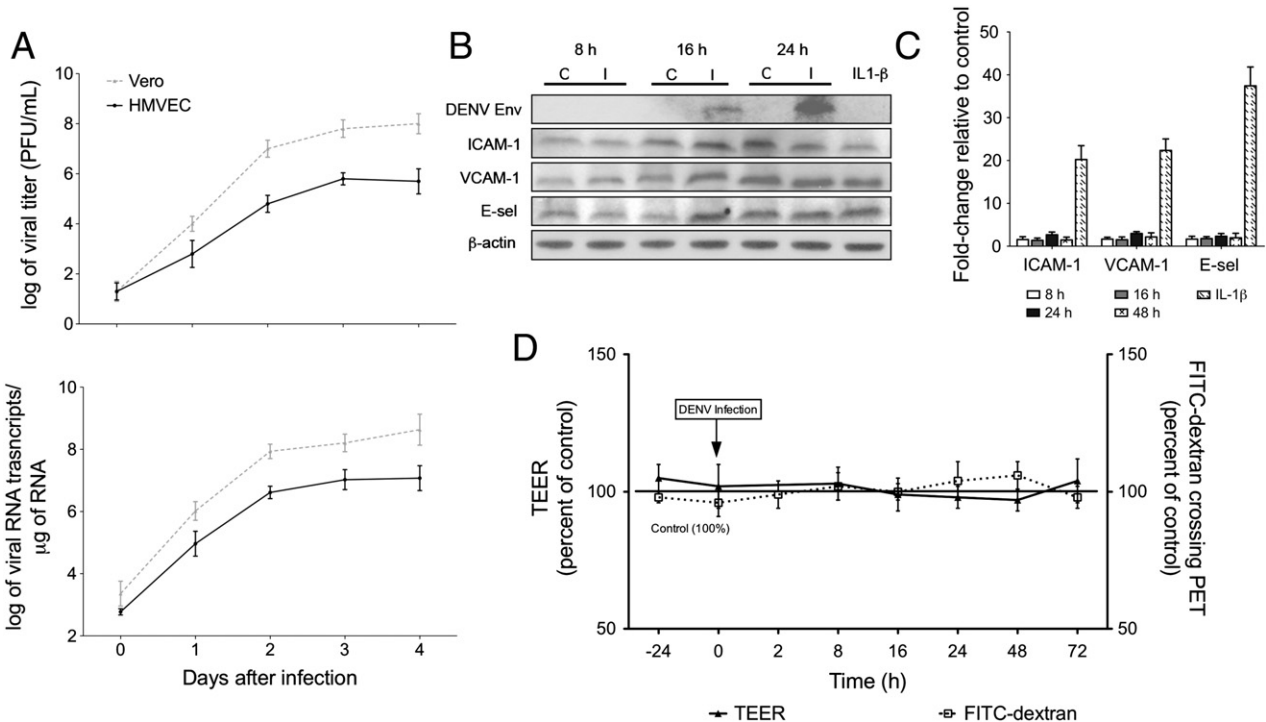 A
10
8
6
4
2
0
log of viral titer (PFU/mL)
Vero
HMVEC
10
8
6
4
2
log of viral RNA trasncripts/
μg of RNA
0 1 2 3 4
Days after infection
B
8 h 16 h 24 h
C I C I C I IL1-β
DENV Env
ICAM-1
VCAM-1
E-sel
β-actin
C
Fold-change relative to control
50
40
30
20
10
0
ICAM-1 VCAM-1 E-sel
8 h 16 h IL-1β
24 h 48 h
D
150
100
50
TEER
(percent of control)
DENV Infection
Control (100%)
150
100
50
FITC-dextran crossing PET
(percent of control)
-24 0 2 8 16 24 48 72
Time (h)
TEER FITC-dextran